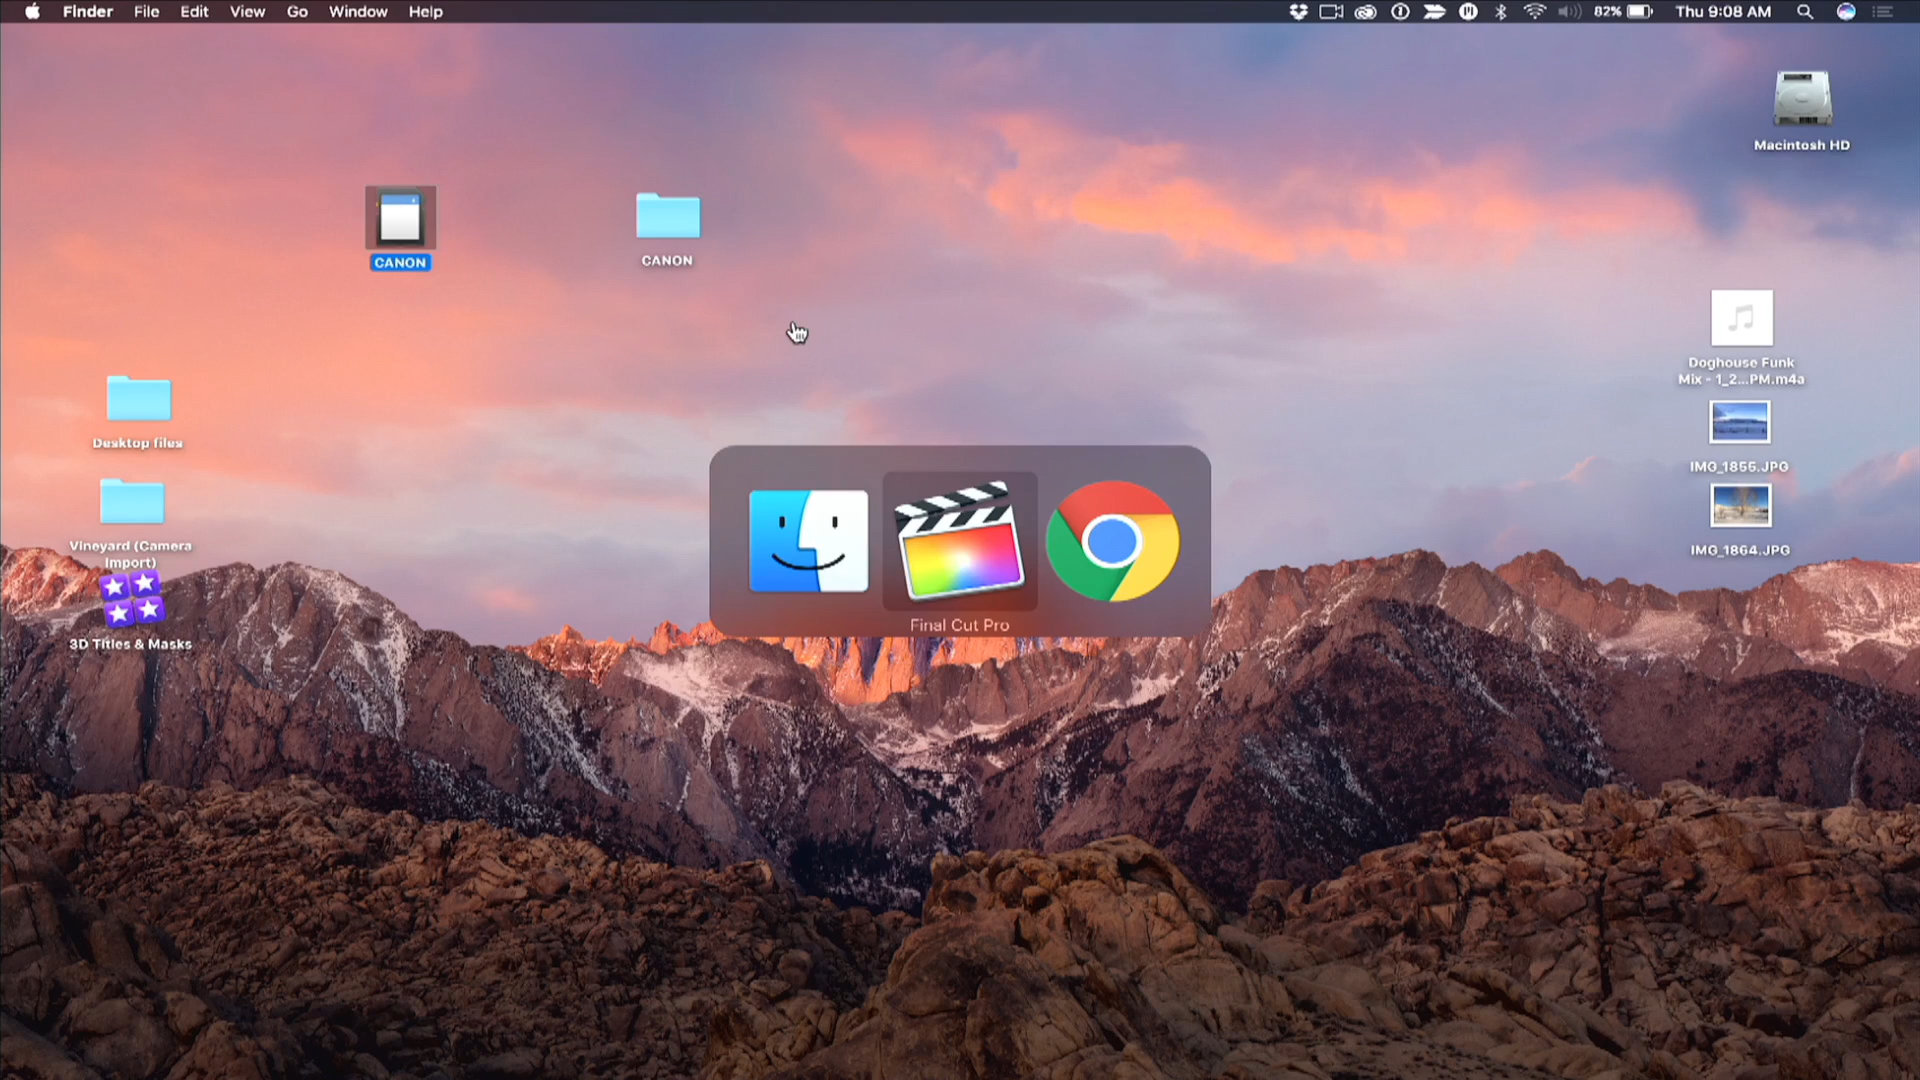 Finder File Edit View Go Window Help
82% Thu 9:08 AM
Macintosh HD
CANON
CANON
Doghouse Funk
Mix - 1_2...PM.m4a
Desktop files
IMG_1855.JPG
Vineyard (Camera
Import)
IMG_1864.JPG
Final Cut Pro
3D Titles & Masks